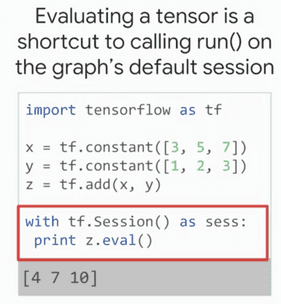 Evaluating a tensor is a
shortcut to calling run() on
the graph's default session
import tensorflow as tf
x = tf.constant([3, 5, 7])
y = tf.constant([1, 2, 3])
z = tf.add(x, y)
with tf.Session() as sess:
print z.eval()
[4 7 10]